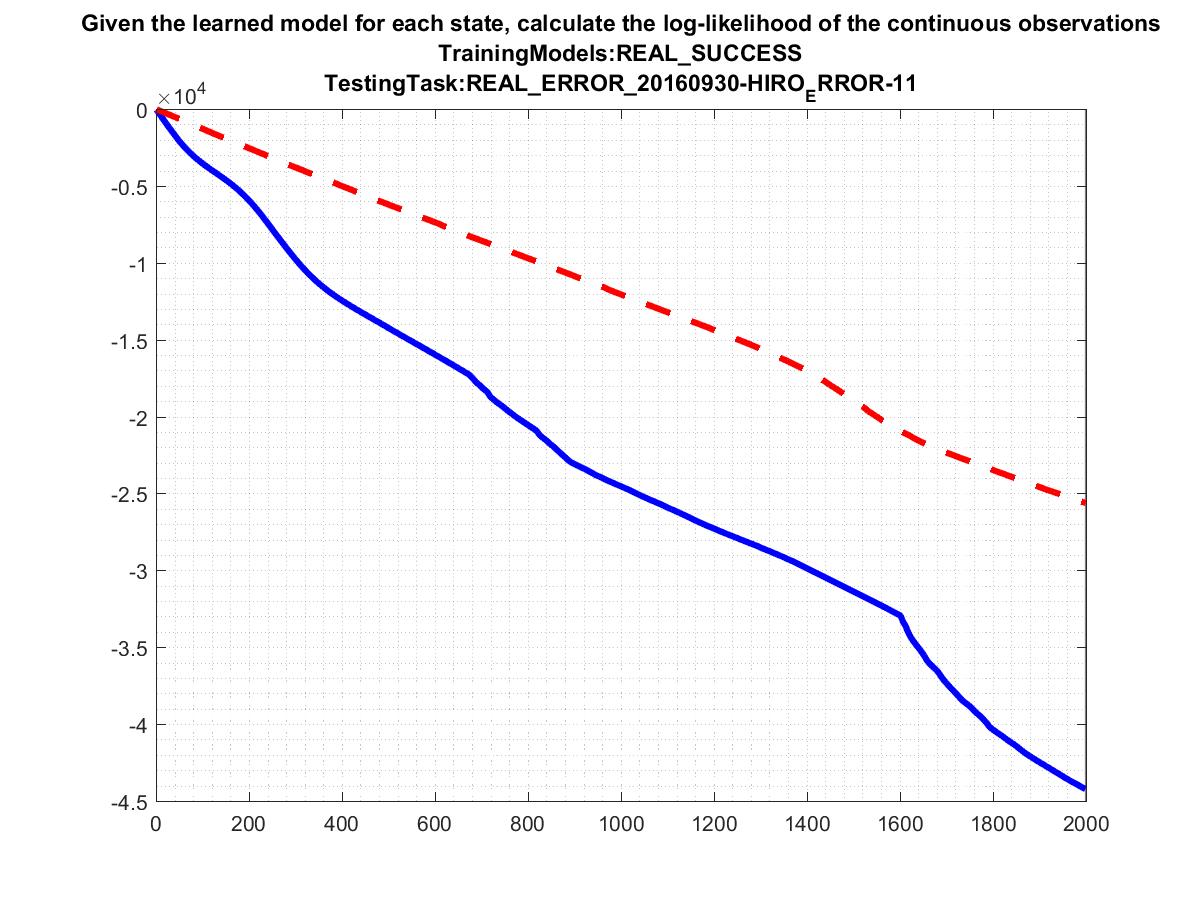 Given the learned model for each state, calculate the log-likelihood of the continuous observations
TrainingModels:REAL_SUCCESS
TestingTask:REAL_ERROR_20160930-HIRO_ERROR-11
×10^4
0
-0.5
-1
-1.5
-2
-2.5
-3
-3.5
-4
-4.5
0 200 400 600 800 1000 1200 1400 1600 1800 2000